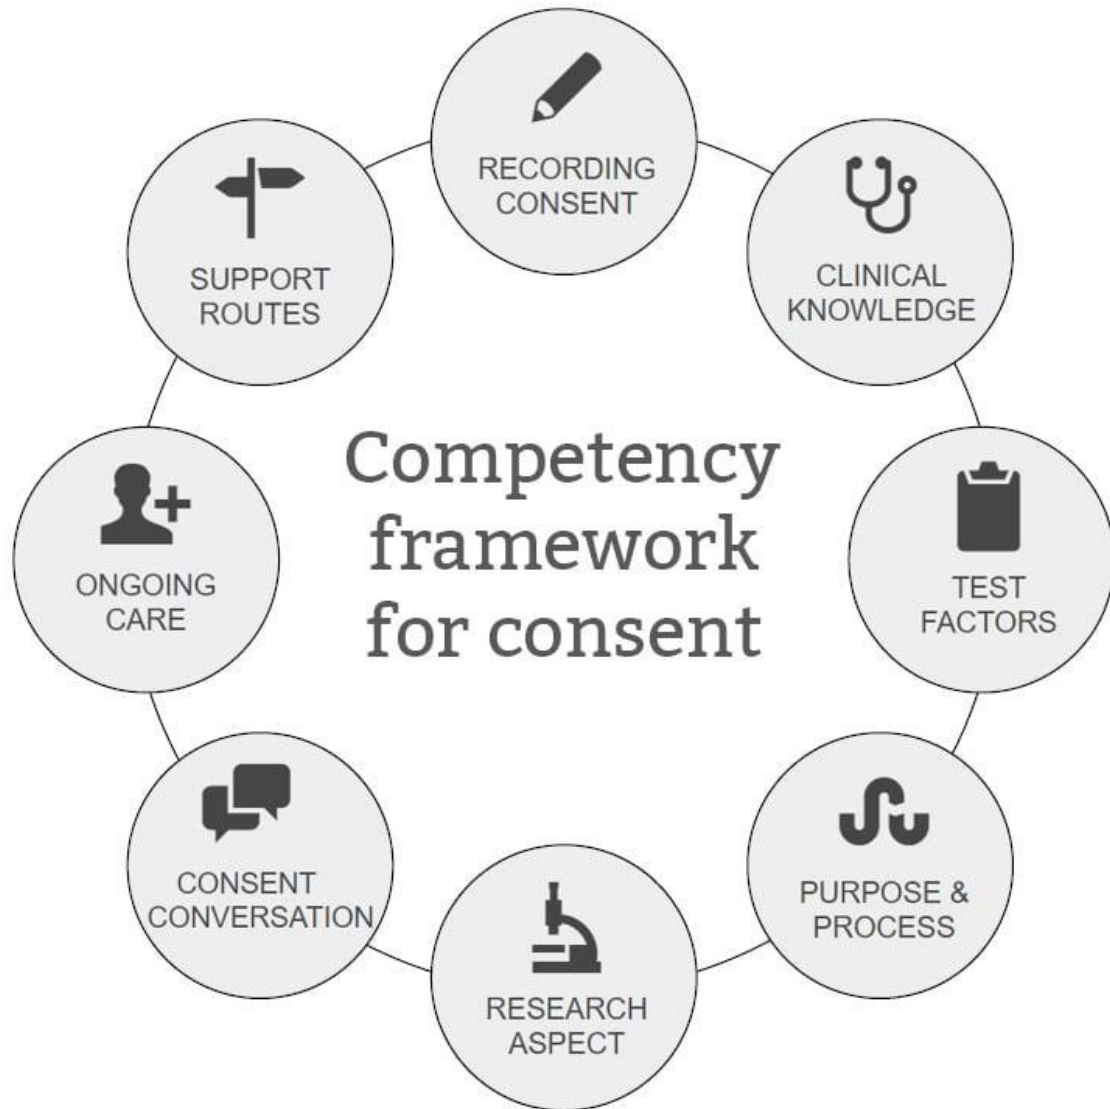 RECORDING
CONSENT
CLINICAL
KNOWLEDGE
TEST
FACTORS
PURPOSE &
PROCESS
RESEARCH
ASPECT
CONSENT
CONVERSATION
ONGOING
CARE
SUPPORT
ROUTES
Competency
framework
for consent